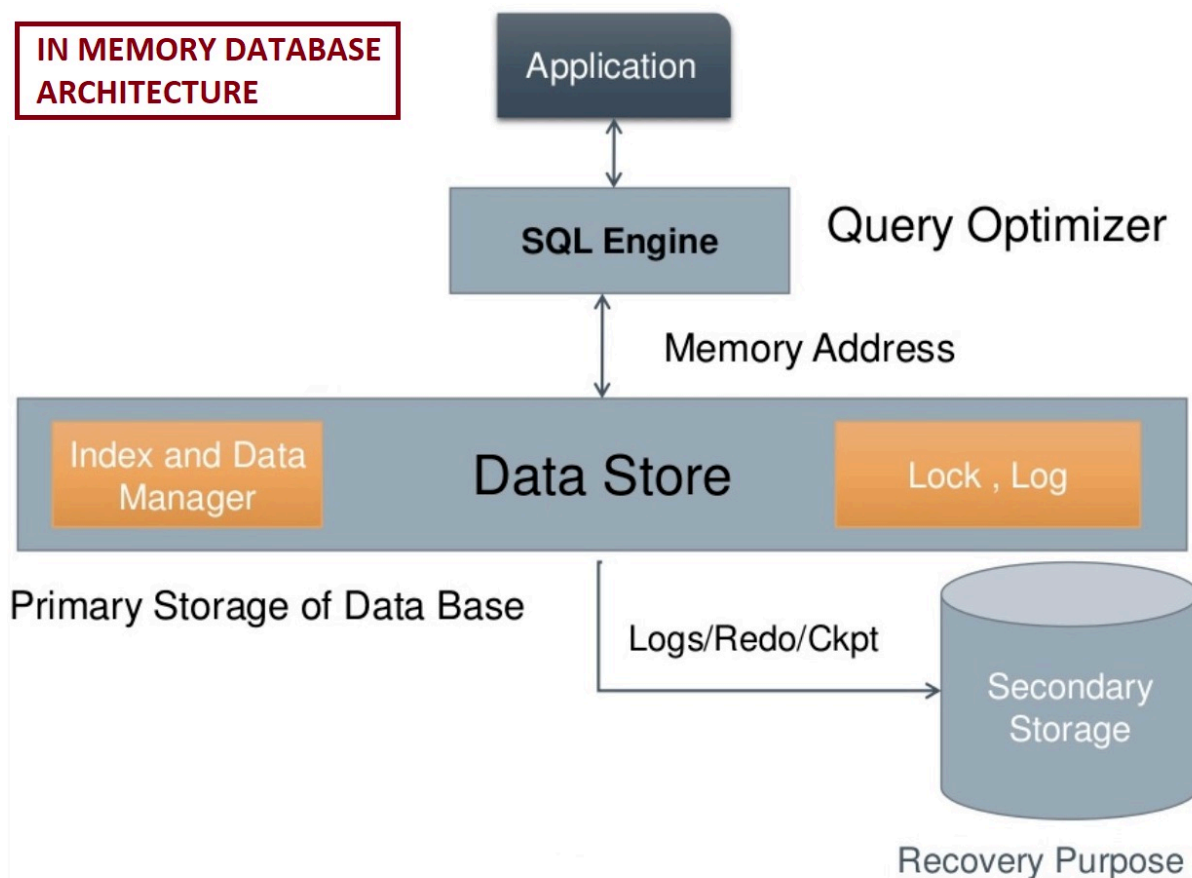 IN MEMORY DATABASE
ARCHITECTURE
Application
SQL Engine
Query Optimizer
Memory Address
Index and Data
Manager
Data Store
Lock , Log
Primary Storage of Data Base
Logs/Redo/Ckpt
Secondary
Storage
Recovery Purpose